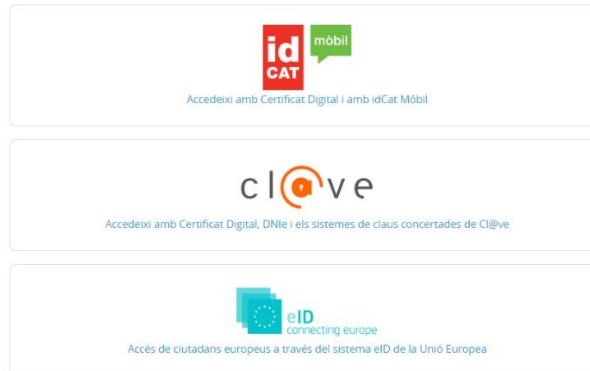 id
CAT
mòbil
Accedeixi amb Certificat Digital i amb idCat Mòbil
cl@ve
Accedeixi amb Certificat Digital, DNIe i els sistemes de claus concertades de Cl@ve
eID
connecting europe
Accés de ciutadans europeus a través del sistema eID de la Unió Europea